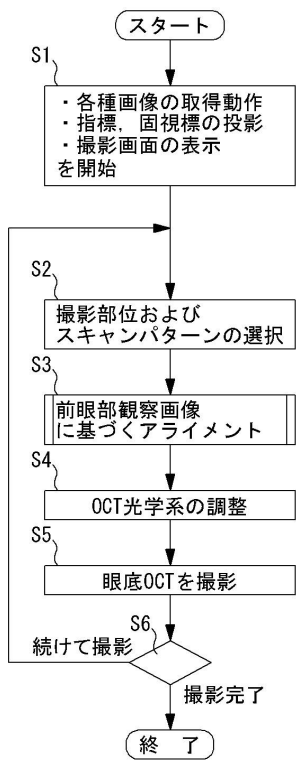 スタート
S1
・各種画像の取得動作
・指標，固視標の投影
・撮影画面の表示
を開始
S2
撮影部位および
スキャンパターンの選択
S3
前眼部観察画像
に基づくアライメント
S4
OCT光学系の調整
S5
眼底OCTを撮影
S6
続けて撮影
撮影完了
終　了